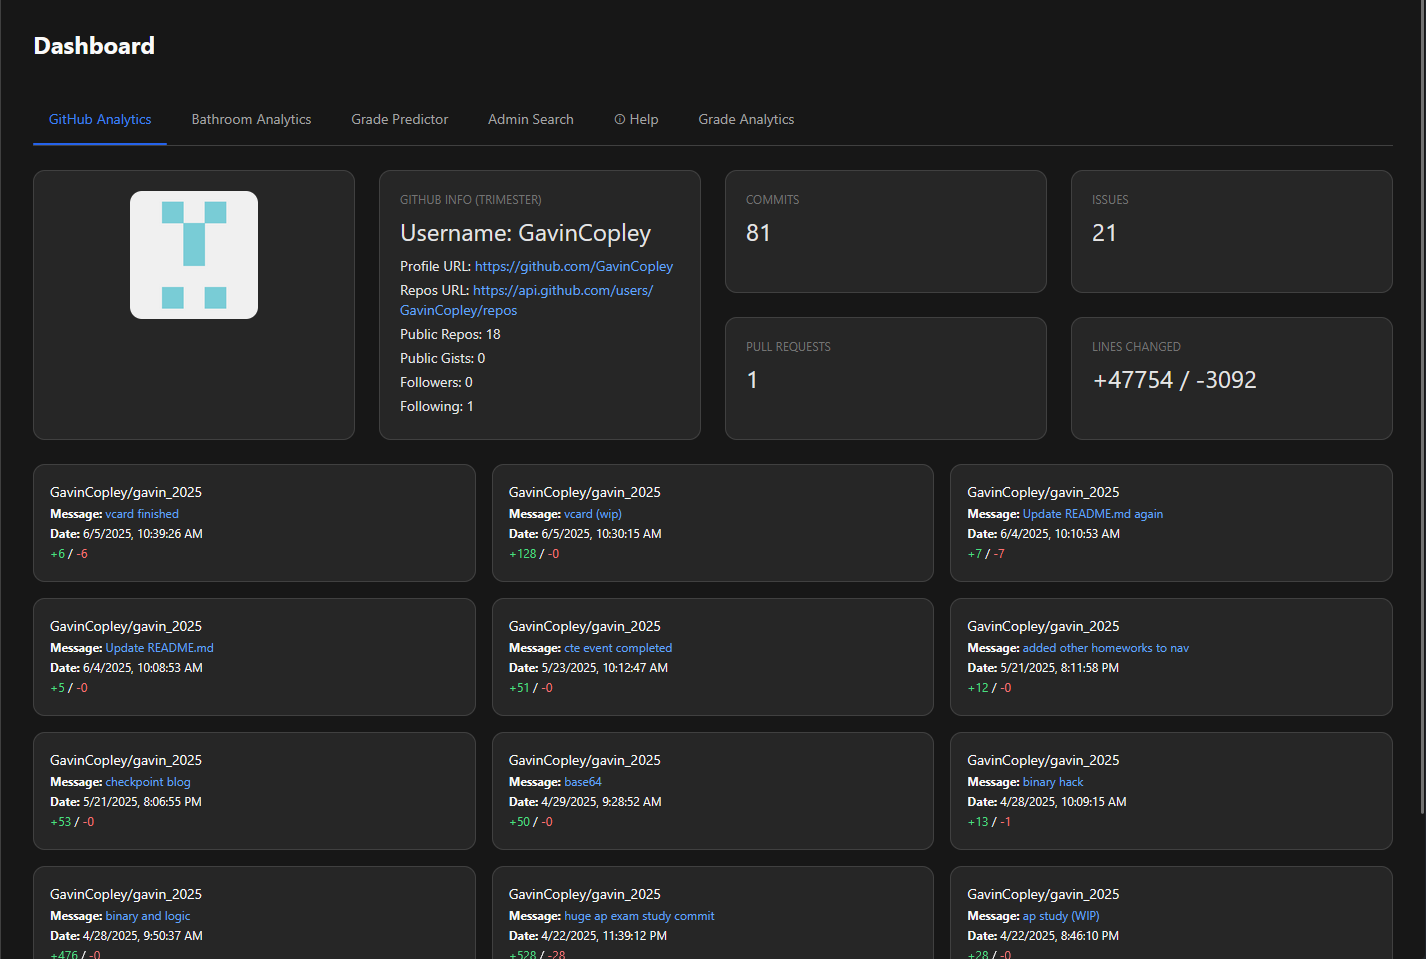 Dashboard
GitHub Analytics
Bathroom Analytics
Grade Predictor
Admin Search
Help
Grade Analytics
GITHUB INFO (TRIMESTER)
Username: GavinCopley
Profile URL: https://github.com/GavinCopley
Repos URL: https://api.github.com/users/
GavinCopley/repos
Public Repos: 18
Public Gists: 0
Followers: 0
Following: 1
COMMITS
81
ISSUES
21
PULL REQUESTS
1
LINES CHANGED
+47754 / -3092
GavinCopley/gavin_2025
Message: vcard finished
Date: 6/5/2025, 10:39:26 AM
+6 / -6
GavinCopley/gavin_2025
Message: vcard (wip)
Date: 6/5/2025, 10:30:15 AM
+128 / -0
GavinCopley/gavin_2025
Message: Update README.md again
Date: 6/4/2025, 10:10:53 AM
+7 / -7
GavinCopley/gavin_2025
Message: Update README.md
Date: 6/4/2025, 10:08:53 AM
+5 / -0
GavinCopley/gavin_2025
Message: cte event completed
Date: 5/23/2025, 10:12:47 AM
+51 / -0
GavinCopley/gavin_2025
Message: added other homeworks to nav
Date: 5/21/2025, 8:11:58 PM
+12 / -0
GavinCopley/gavin_2025
Message: checkpoint blog
Date: 5/21/2025, 8:06:55 PM
+53 / -0
GavinCopley/gavin_2025
Message: base64
Date: 4/29/2025, 9:28:52 AM
+50 / -0
GavinCopley/gavin_2025
Message: binary hack
Date: 4/28/2025, 10:09:15 AM
+13 / -1
GavinCopley/gavin_2025
Message: binary and logic
Date: 4/28/2025, 9:50:37 AM
+476 / -0
GavinCopley/gavin_2025
Message: huge ap exam study commit
Date: 4/22/2025, 11:39:12 PM
+528 / -28
GavinCopley/gavin_2025
Message: ap study (WIP)
Date: 4/22/2025, 8:46:10 PM
+28 / -0